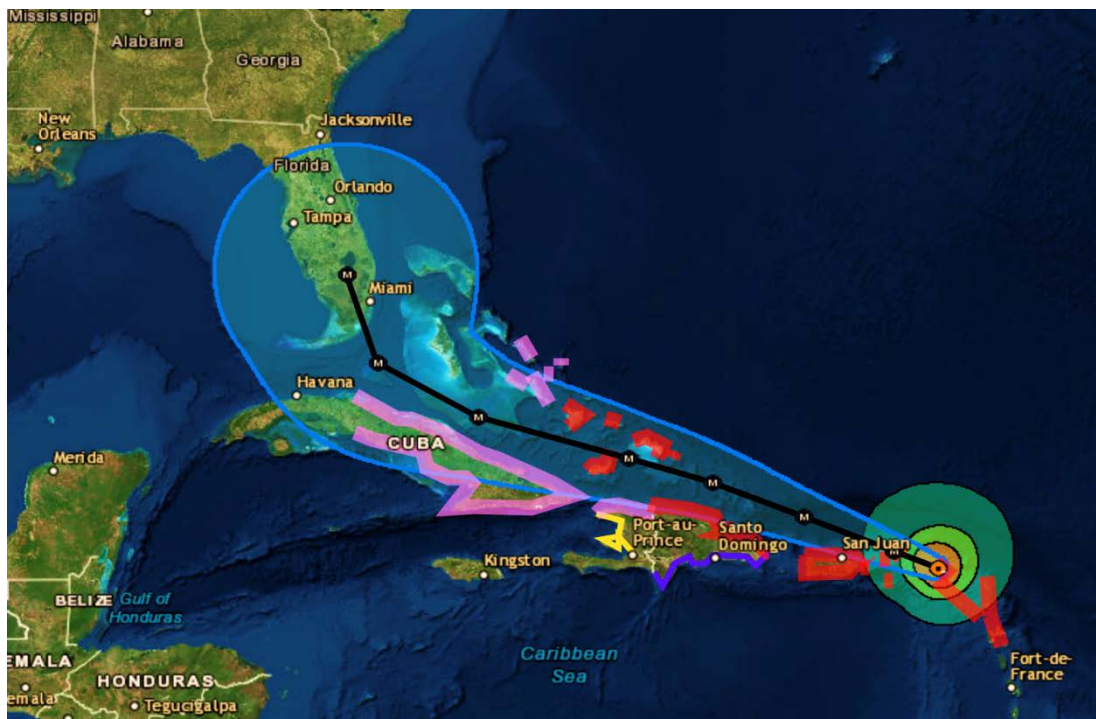 Mississippi
Alabama
Georgia
New
Orleans
Jacksonville
Florida
Orlando
Tampa
M
Miami
M
Havana
M
CUBA
Merida
M
M
M
Port-au-
Prince
Santo
Domingo
San Juan
M
Kingston
BELIZE
Gulf of
Honduras
EMALA
emala
HONDURAS
Tegucigalpa
Caribbean
Sea
Fort-de-
France